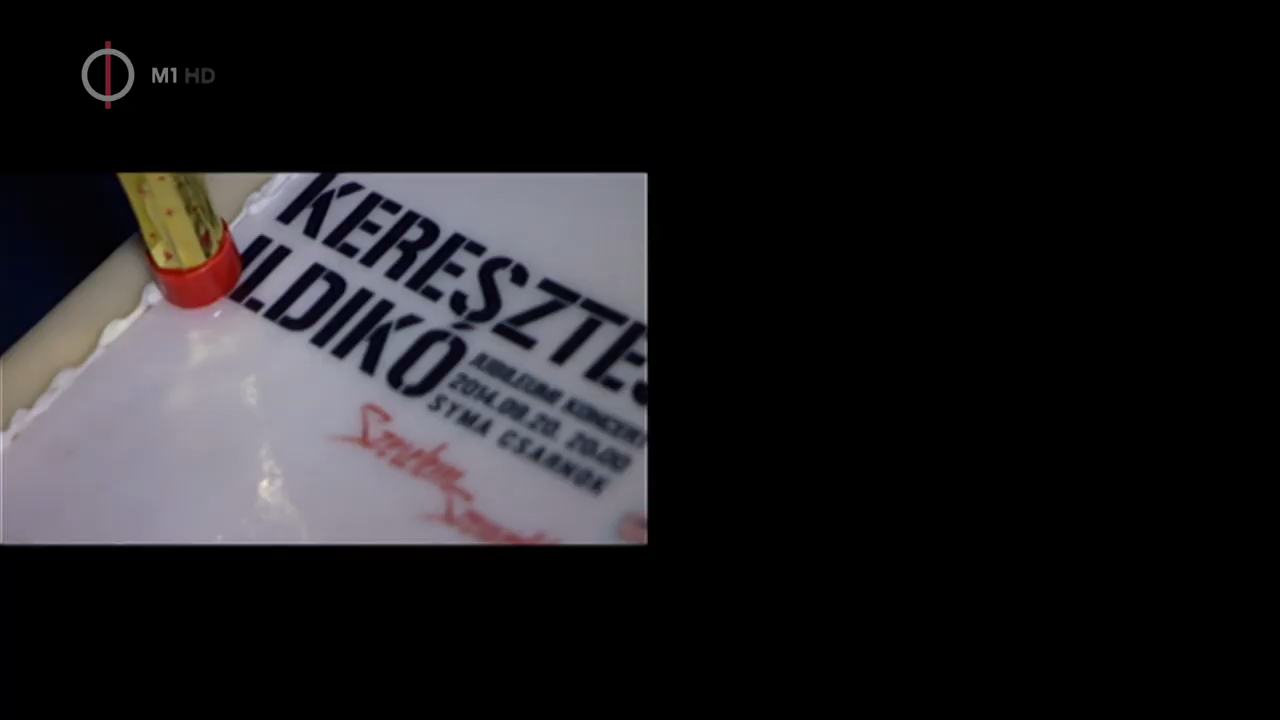 M1 HD
KERESZTES
ILDIKÓ
JUBILEUMI KONCERT
2014.09.20. 20:00
SYMA CSARNOK